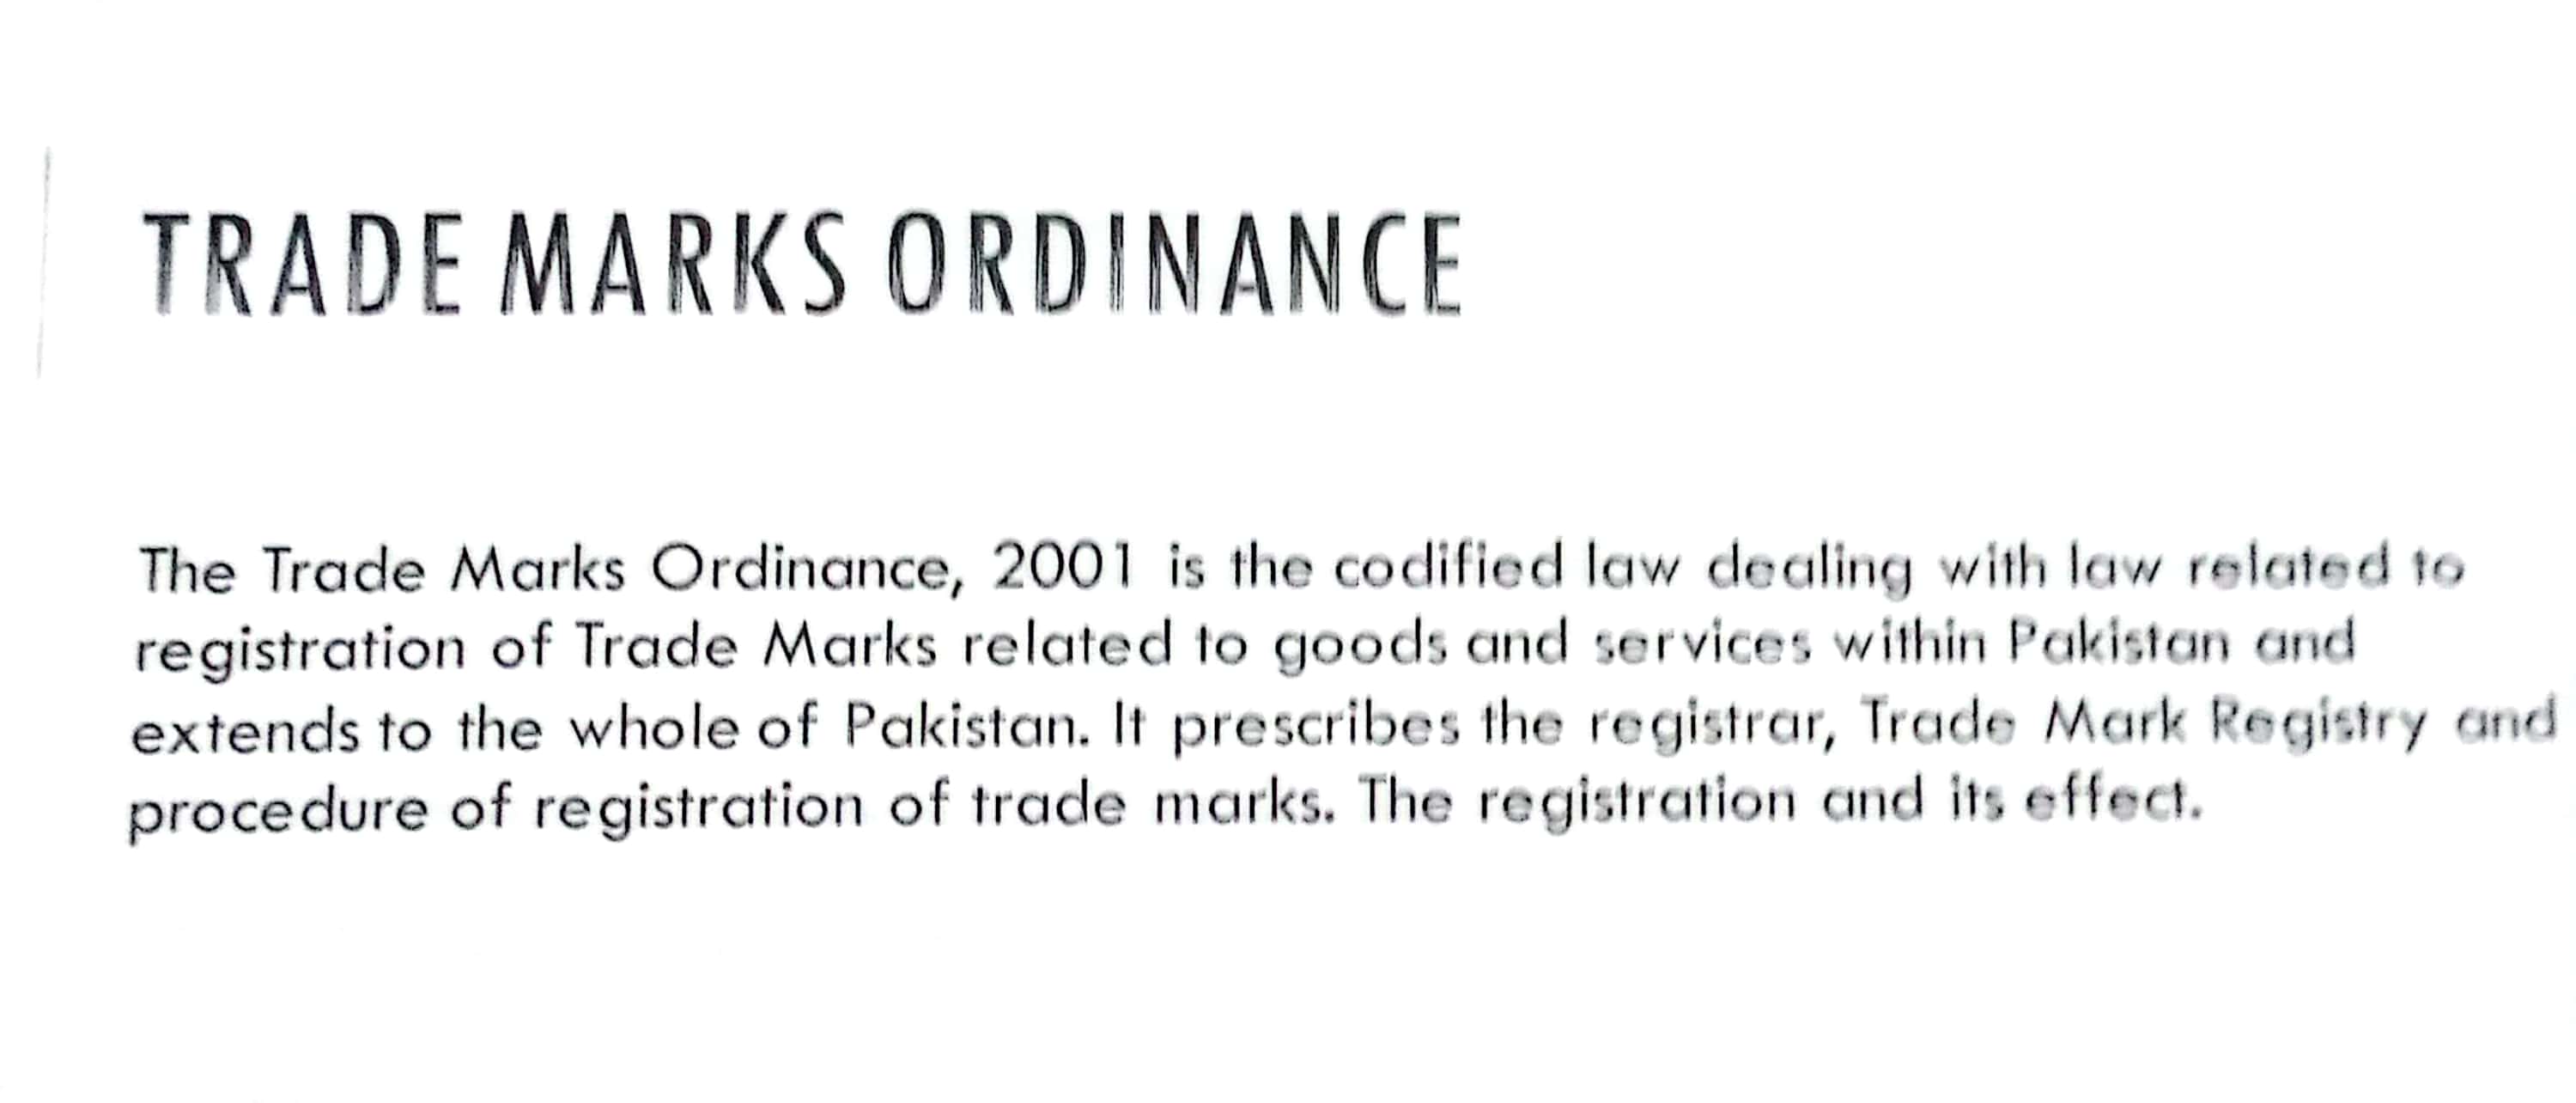 TRADE MARKS ORDINANCE
The Trade Marks Ordinance, 2001 is the codified law dealing with law related to
registration of Trade Marks related to goods and services within Pakistan and
extends to the whole of Pakistan. It prescribes the registrar, Trade Mark Registry and
procedure of registration of trade marks. The registration and its effect.